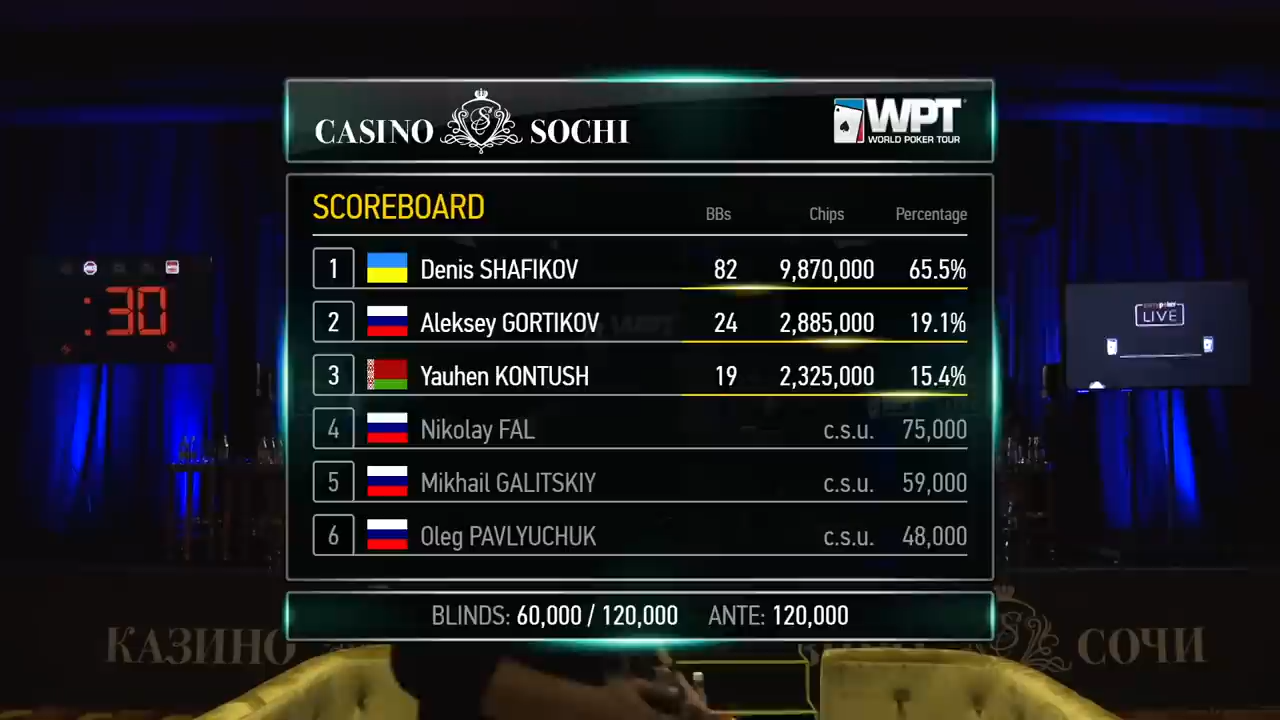 CASINO S SOCHI
WPT
WORLD POKER TOUR
SCOREBOARD BBs Chips Percentage
1 Denis SHAFIKOV 82 9,870,000 65.5%
2 Aleksey GORTIKOV 24 2,885,000 19.1%
3 Yauhen KONTUSH 19 2,325,000 15.4%
4 Nikolay FAL c.s.u. 75,000
5 Mikhail GALITSKIY c.s.u. 59,000
6 Oleg PAVLYUCHUK c.s.u. 48,000
BLINDS: 60,000 / 120,000 ANTE: 120,000
:30
LIVE
КАЗИНО СОЧИ